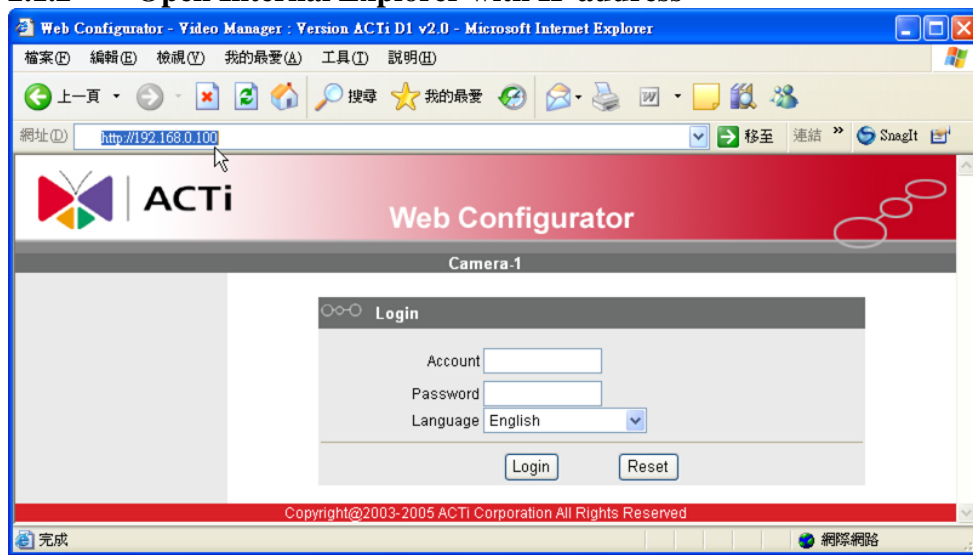 2.1.2 Open Internal Explorer with IP address
Web Configurator - Video Manager : Version ACTi D1 v2.0 - Microsoft Internet Explorer
檔案(F) 編輯(E) 檢視(V) 我的最愛(A) 工具(T) 說明(H)
上一頁 搜尋 我的最愛
網址(D) http://192.168.0.100 移至 連結 » SnagIt
ACTi
Web Configurator
Camera-1
Login
Account
Password
Language English
Login Reset
Copyright@2003-2005 ACTi Corporation All Rights Reserved
完成 網際網路